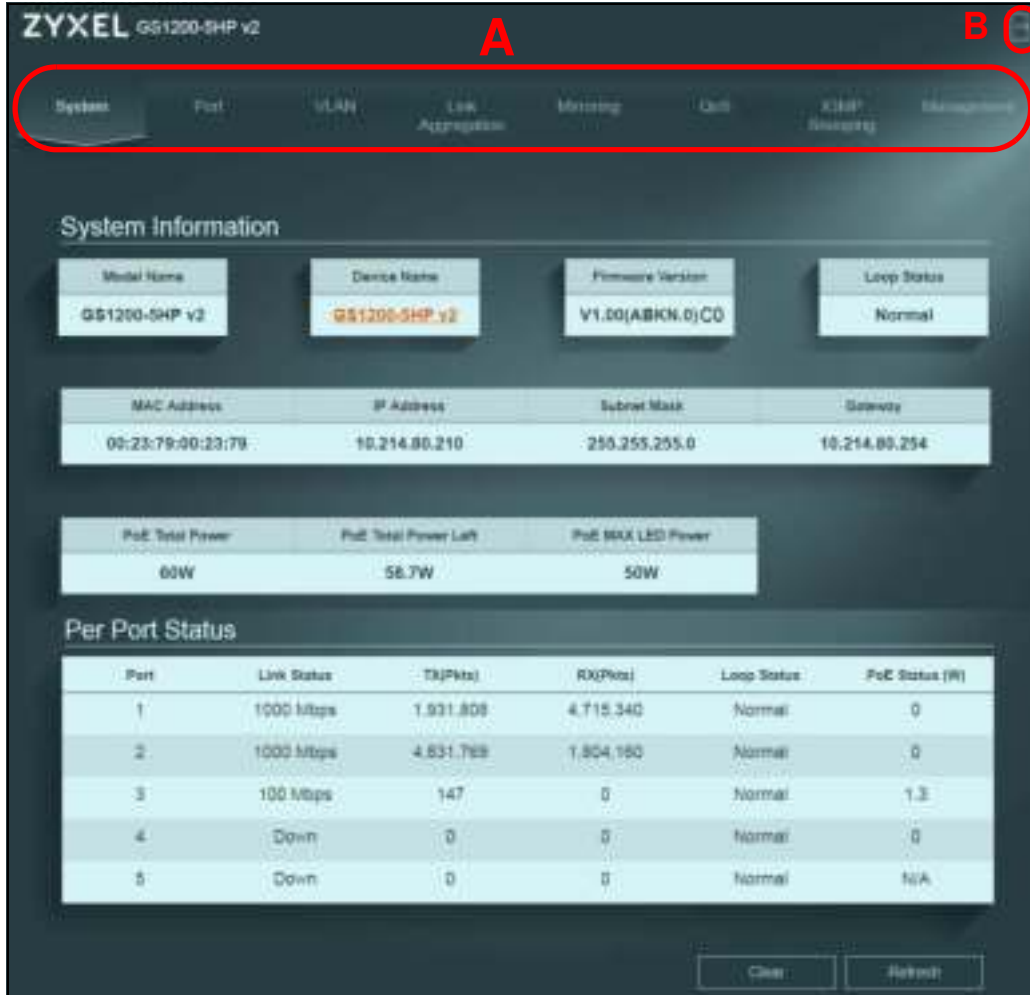 ZYXEL GS1200-5HP v2
A
B
System Port VLAN Link Aggregation Mirroring QoS IGMP Snooping Management
System Information
Model Name Device Name Firmware Version Loop Status
GS1200-5HP v2 GS1200-5HP v2 V1.00(ABKN.0)C0 Normal
MAC Address IP Address Subnet Mask Gateway
00:23:79:00:23:79 10.214.80.210 255.255.255.0 10.214.80.254
PoE Total Power PoE Total Power Left PoE MAX LED Power
60W 58.7W 50W
Per Port Status
Port Link Status TX(Pkts) RX(Pkts) Loop Status PoE Status (W)
1 1000 Mbps 1,931,808 4,715,340 Normal 0
2 1000 Mbps 4,631,769 1,804,160 Normal 0
3 100 Mbps 147 0 Normal 1.3
4 Down 0 0 Normal 0
5 Down 0 0 Normal N/A
Clear Refresh